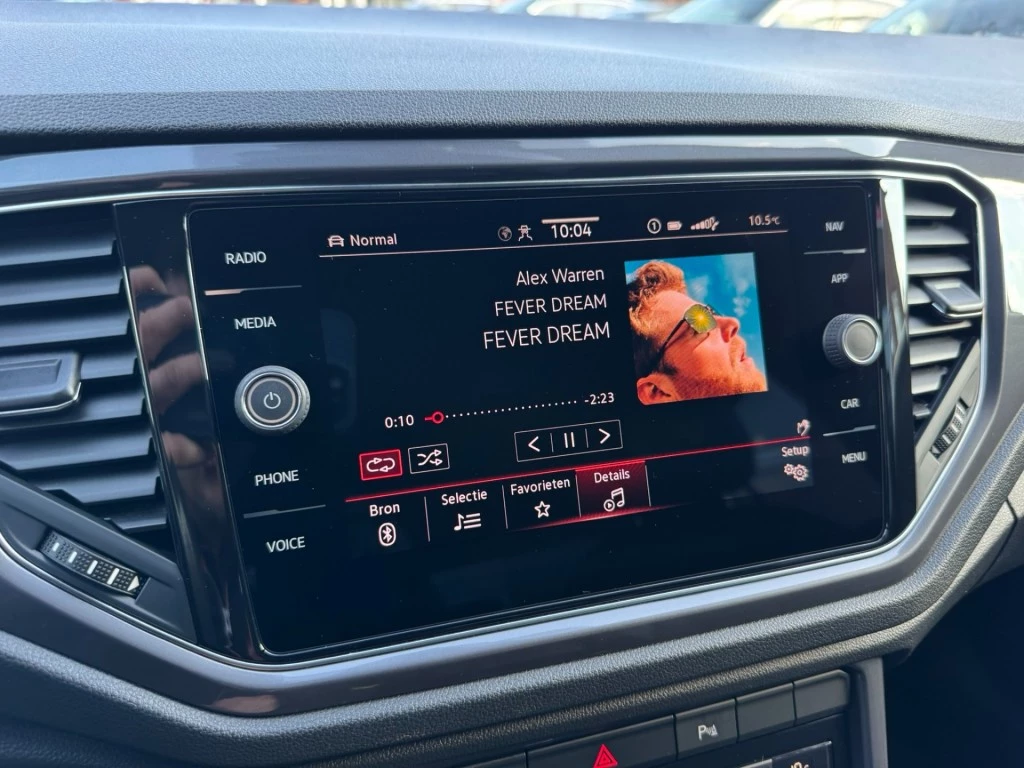 Normal
10:04
1
10.5°C
RADIO
MEDIA
PHONE
VOICE
Alex Warren
FEVER DREAM
FEVER DREAM
0:10
-2:23
Bron
Selectie
Favorieten
Details
Setup
NAV
APP
CAR
MENU
P